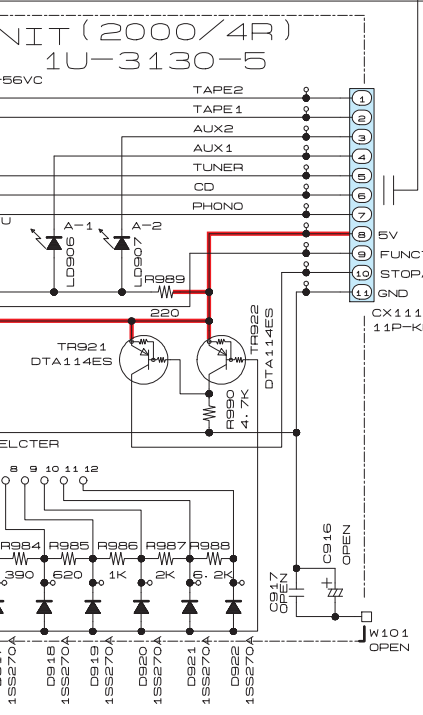 NIT(2000/4R)
1U-3130-5
-56VC
TAPE2
1
TAPE1
2
AUX2
3
AUX1
4
TUNER
5
CD
6
PHONO
7
U
A-1
A-2
8
5V
LD906
LD907
9
FUNC
R989
10
STOP/
11
GND
220
CX111
11P-K
TR921
DTA114ES
TR922
DTA114ES
R990
4.7K
ELCTER
8 9 10 11 12
R984
R985
R986
R987
R988
390
620
1K
2K
6.2K
C917
OPEN
C916
OPEN
+
W101
OPEN
1SS270A
D918
1SS270A
D919
1SS270A
D920
1SS270A
D921
1SS270A
D922
1SS270A